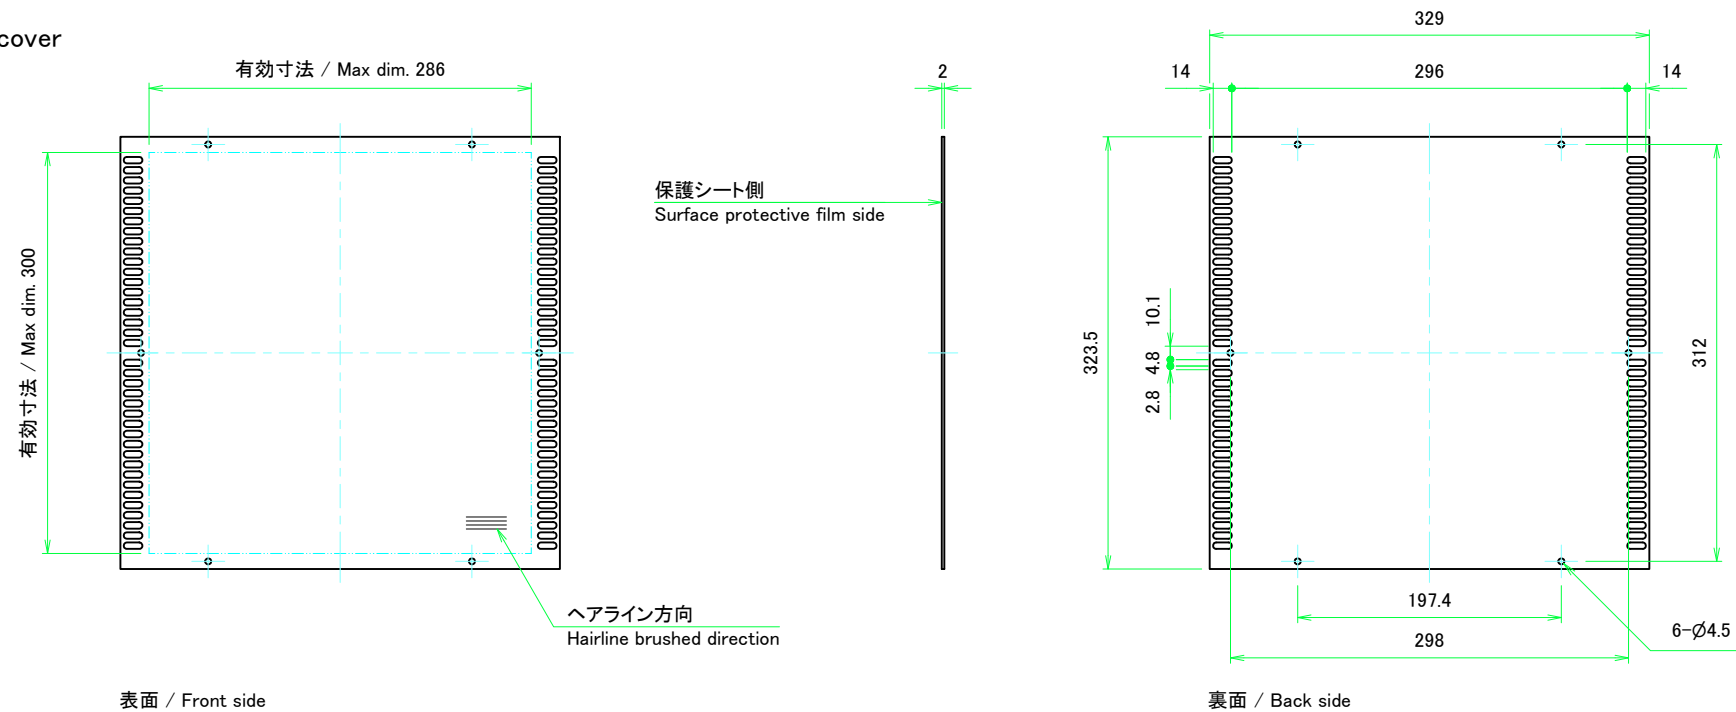 cover
有効寸法 / Max dim. 286
有効寸法 / Max dim. 300
ヘアライン方向
Hairline brushed direction
表面 / Front side
2
保護シート側
Surface protective film side
329
14
296
14
323.5
10.1
4.8
2.8
312
197.4
298
6-Ø4.5
裏面 / Back side